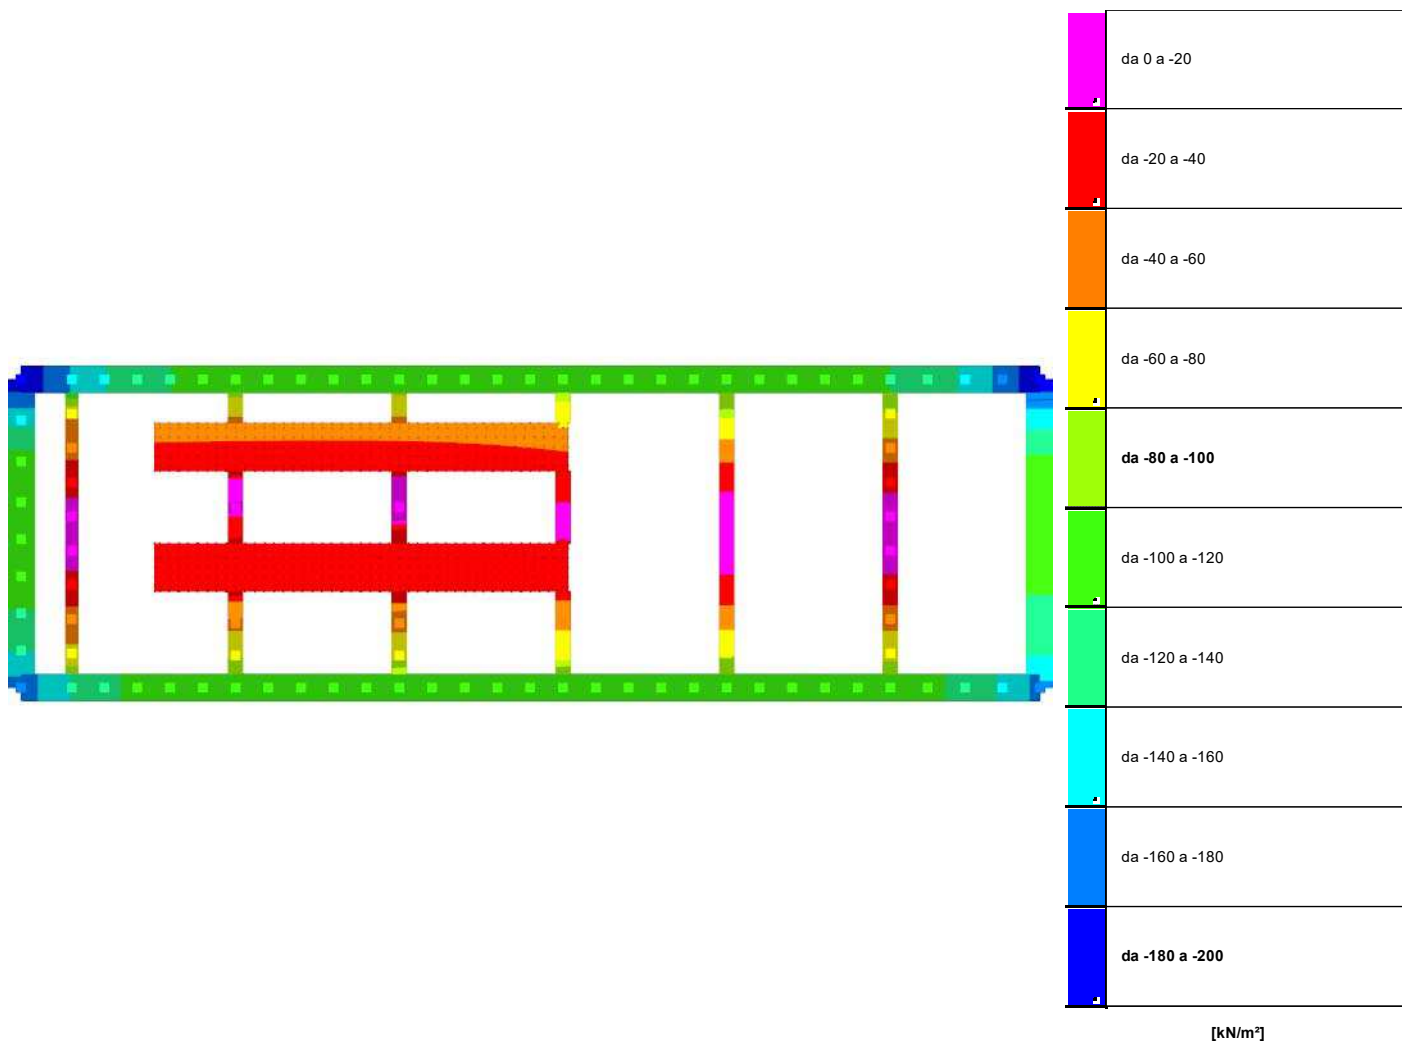 da 0 a -20
da -20 a -40
da -40 a -60
da -60 a -80
da -80 a -100
da -100 a -120
da -120 a -140
da -140 a -160
da -160 a -180
da -180 a -200
[kN/m²]